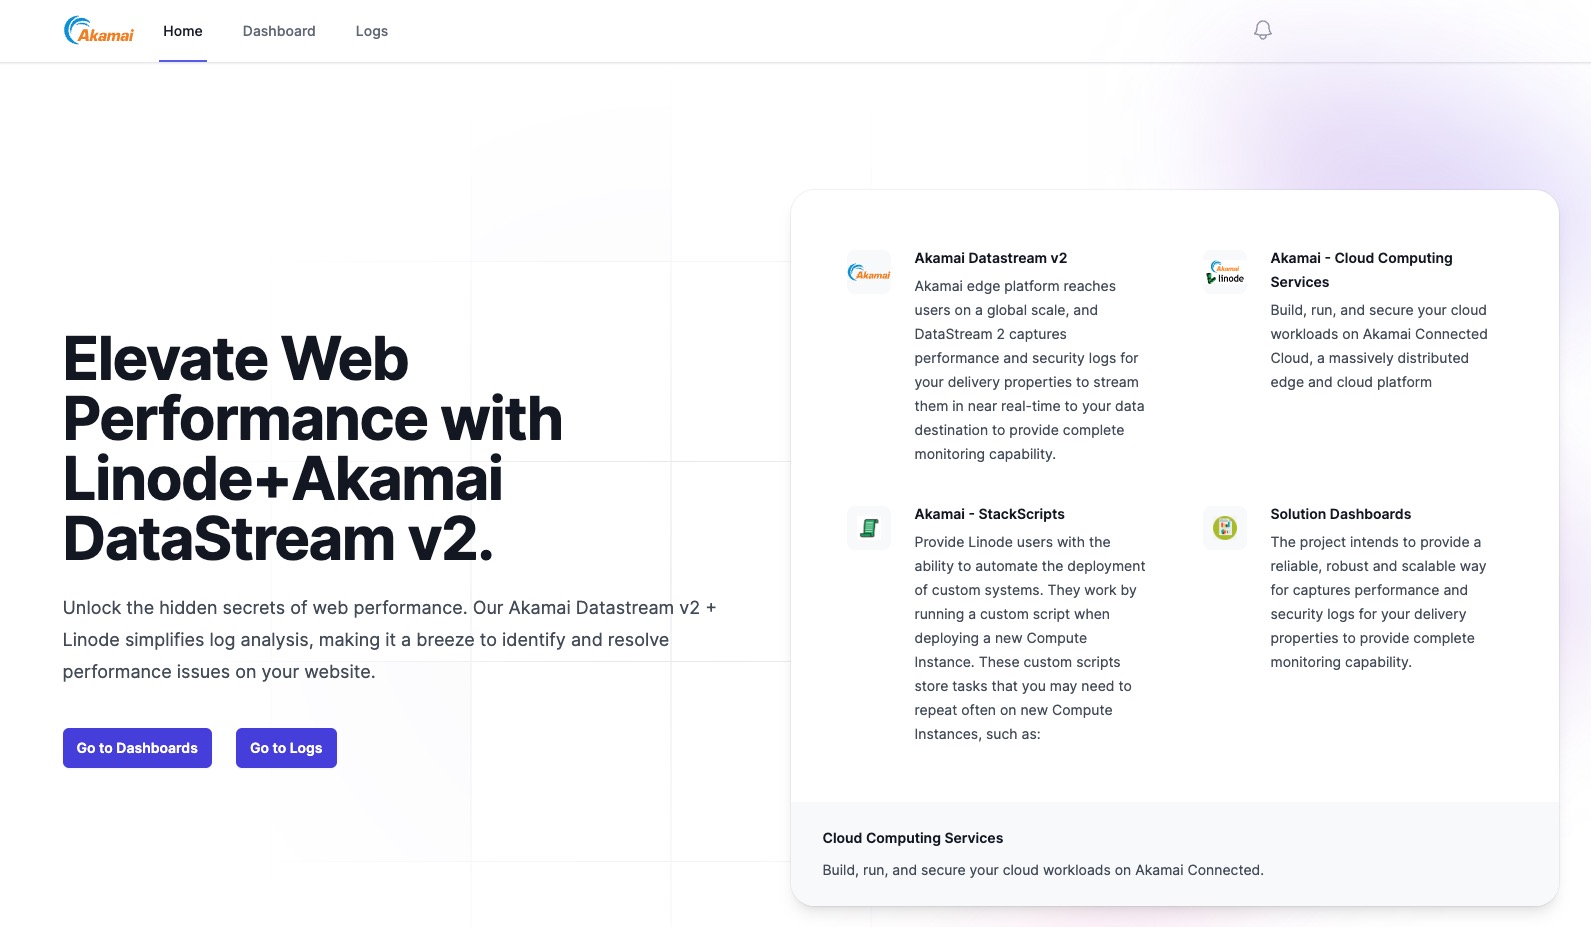 Akamai Home Dashboard Logs
Elevate Web
Performance with
Linode+Akamai
DataStream v2.
Unlock the hidden secrets of web performance. Our Akamai Datastream v2 +
Linode simplifies log analysis, making it a breeze to identify and resolve
performance issues on your website.
Go to Dashboards Go to Logs
Akamai
Akamai Datastream v2
Akamai edge platform reaches
users on a global scale, and
DataStream 2 captures
performance and security logs for
your delivery properties to stream
them in near real-time to your data
destination to provide complete
monitoring capability.
Akamai
linode
Akamai - Cloud Computing
Services
Build, run, and secure your cloud
workloads on Akamai Connected
Cloud, a massively distributed
edge and cloud platform
Akamai - StackScripts
Provide Linode users with the
ability to automate the deployment
of custom systems. They work by
running a custom script when
deploying a new Compute
Instance. These custom scripts
store tasks that you may need to
repeat often on new Compute
Instances, such as:
Solution Dashboards
The project intends to provide a
reliable, robust and scalable way
for captures performance and
security logs for your delivery
properties to provide complete
monitoring capability.
Cloud Computing Services
Build, run, and secure your cloud workloads on Akamai Connected.